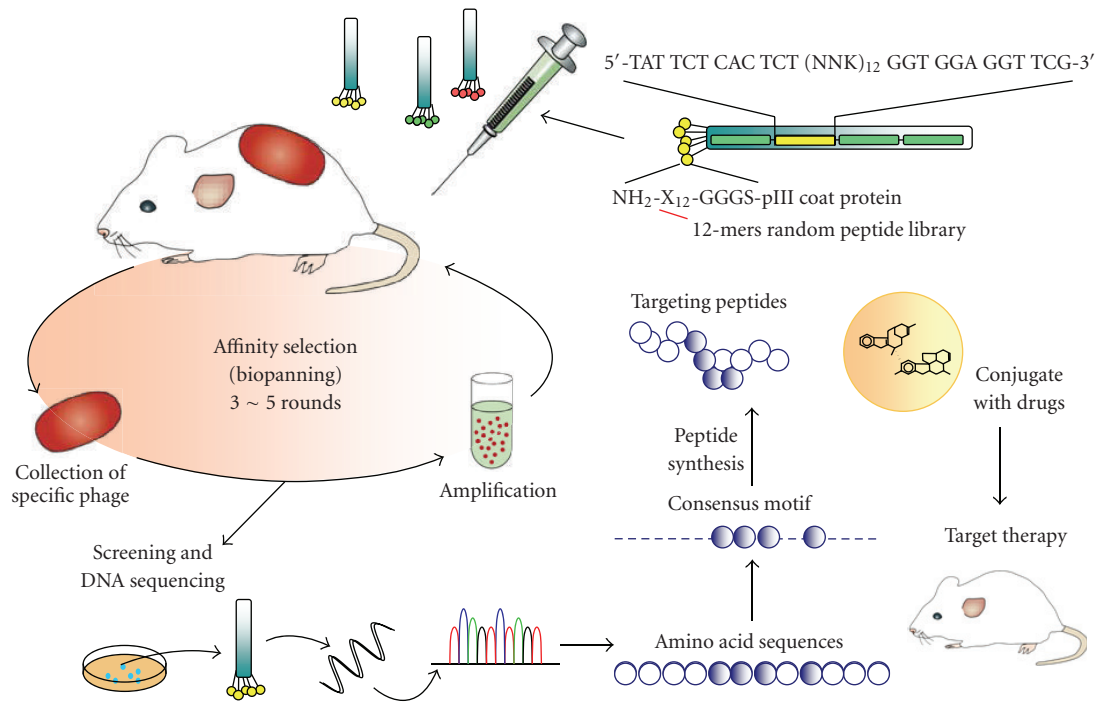 5′-TAT TCT CAC TCT (NNK)₁₂ GGT GGA GGT TCG-3′
NH₂-X₁₂-GGGS-pIII coat protein
12-mers random peptide library
Affinity selection
(biopanning)
3 ~ 5 rounds
Collection of
specific phage
Amplification
Screening and
DNA sequencing
Targeting peptides
Peptide
synthesis
Consensus motif
Amino acid sequences
Conjugate
with drugs
Target therapy